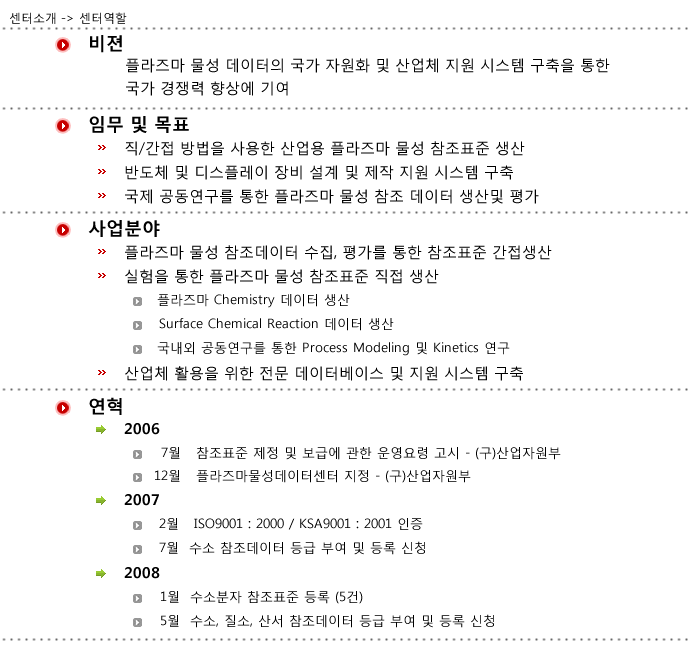 센터소개 -> 센터역할
비젼
플라즈마 물성 데이터의 국가 자원화 및 산업체 지원 시스템 구축을 통한
국가 경쟁력 향상에 기여
임무 및 목표
직/간접 방법을 사용한 산업용 플라즈마 물성 참조표준 생산
반도체 및 디스플레이 장비 설계 및 제작 지원 시스템 구축
국제 공동연구를 통한 플라즈마 물성 참조 데이터 생산및 평가
사업분야
플라즈마 물성 참조데이터 수집, 평가를 통한 참조표준 간접생산
실험을 통한 플라즈마 물성 참조표준 직접 생산
플라즈마 Chemistry 데이터 생산
Surface Chemical Reaction 데이터 생산
국내외 공동연구를 통한 Process Modeling 및 Kinetics 연구
산업체 활용을 위한 전문 데이터베이스 및 지원 시스템 구축
연혁
2006
7월 참조표준 제정 및 보급에 관한 운영요령 고시 - (구)산업자원부
12월 플라즈마물성데이터센터 지정 - (구)산업자원부
2007
2월 ISO9001 : 2000 / KSA9001 : 2001 인증
7월 수소 참조데이터 등급 부여 및 등록 신청
2008
1월 수소분자 참조표준 등록 (5건)
5월 수소, 질소, 산서 참조데이터 등급 부여 및 등록 신청